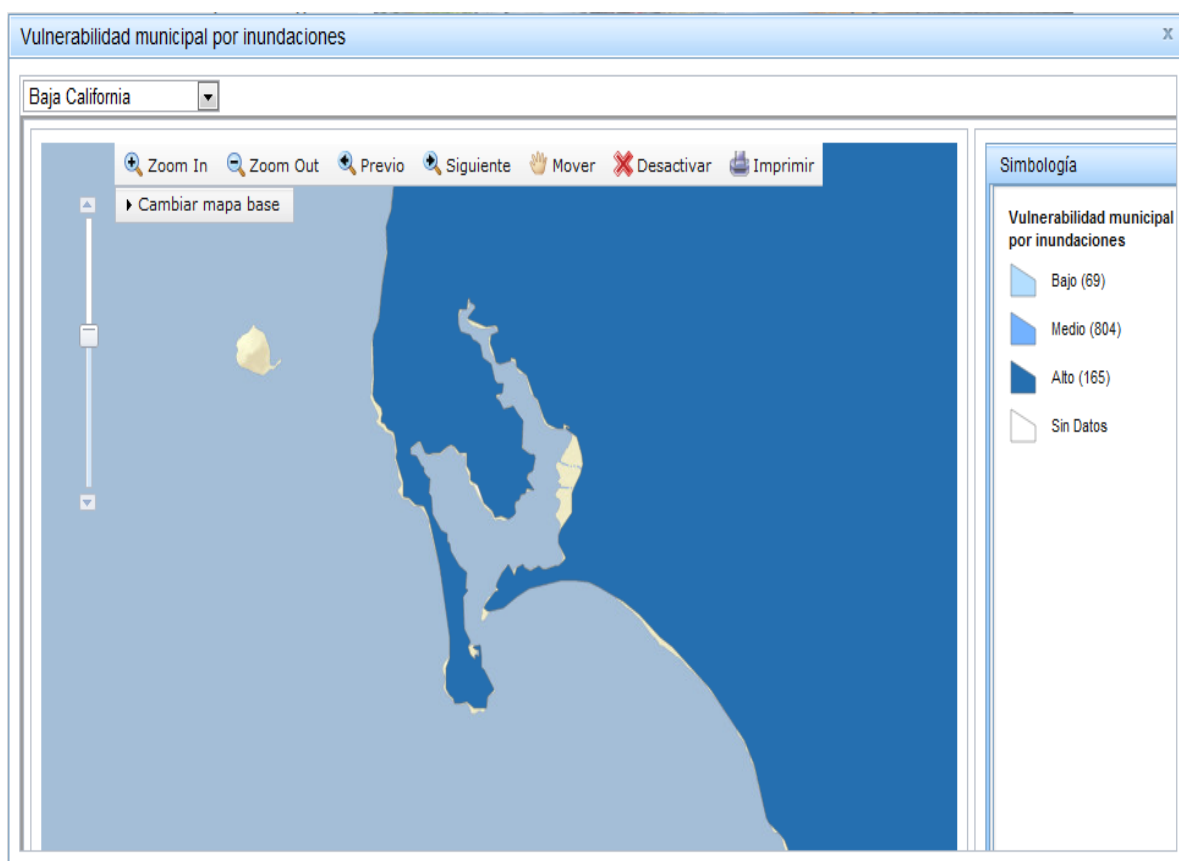 Vulnerabilidad municipal por inundaciones
x
Baja California
Zoom In Zoom Out Previo Siguiente Mover Desactivar Imprimir
Cambiar mapa base
Simbología
Vulnerabilidad municipal
por inundaciones
Bajo (69)
Medio (804)
Alto (165)
Sin Datos